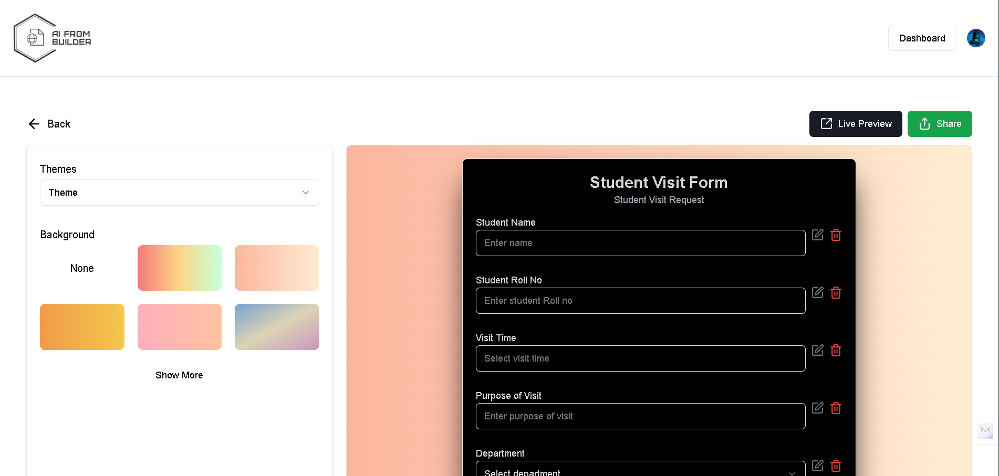 AI FROM
BUILDER
Dashboard
Back
Live Preview
Share
Themes
Theme
Background
None
Show More
Student Visit Form
Student Visit Request
Student Name
Enter name
Student Roll No
Enter student Roll no
Visit Time
Select visit time
Purpose of Visit
Enter purpose of visit
Department
Select department